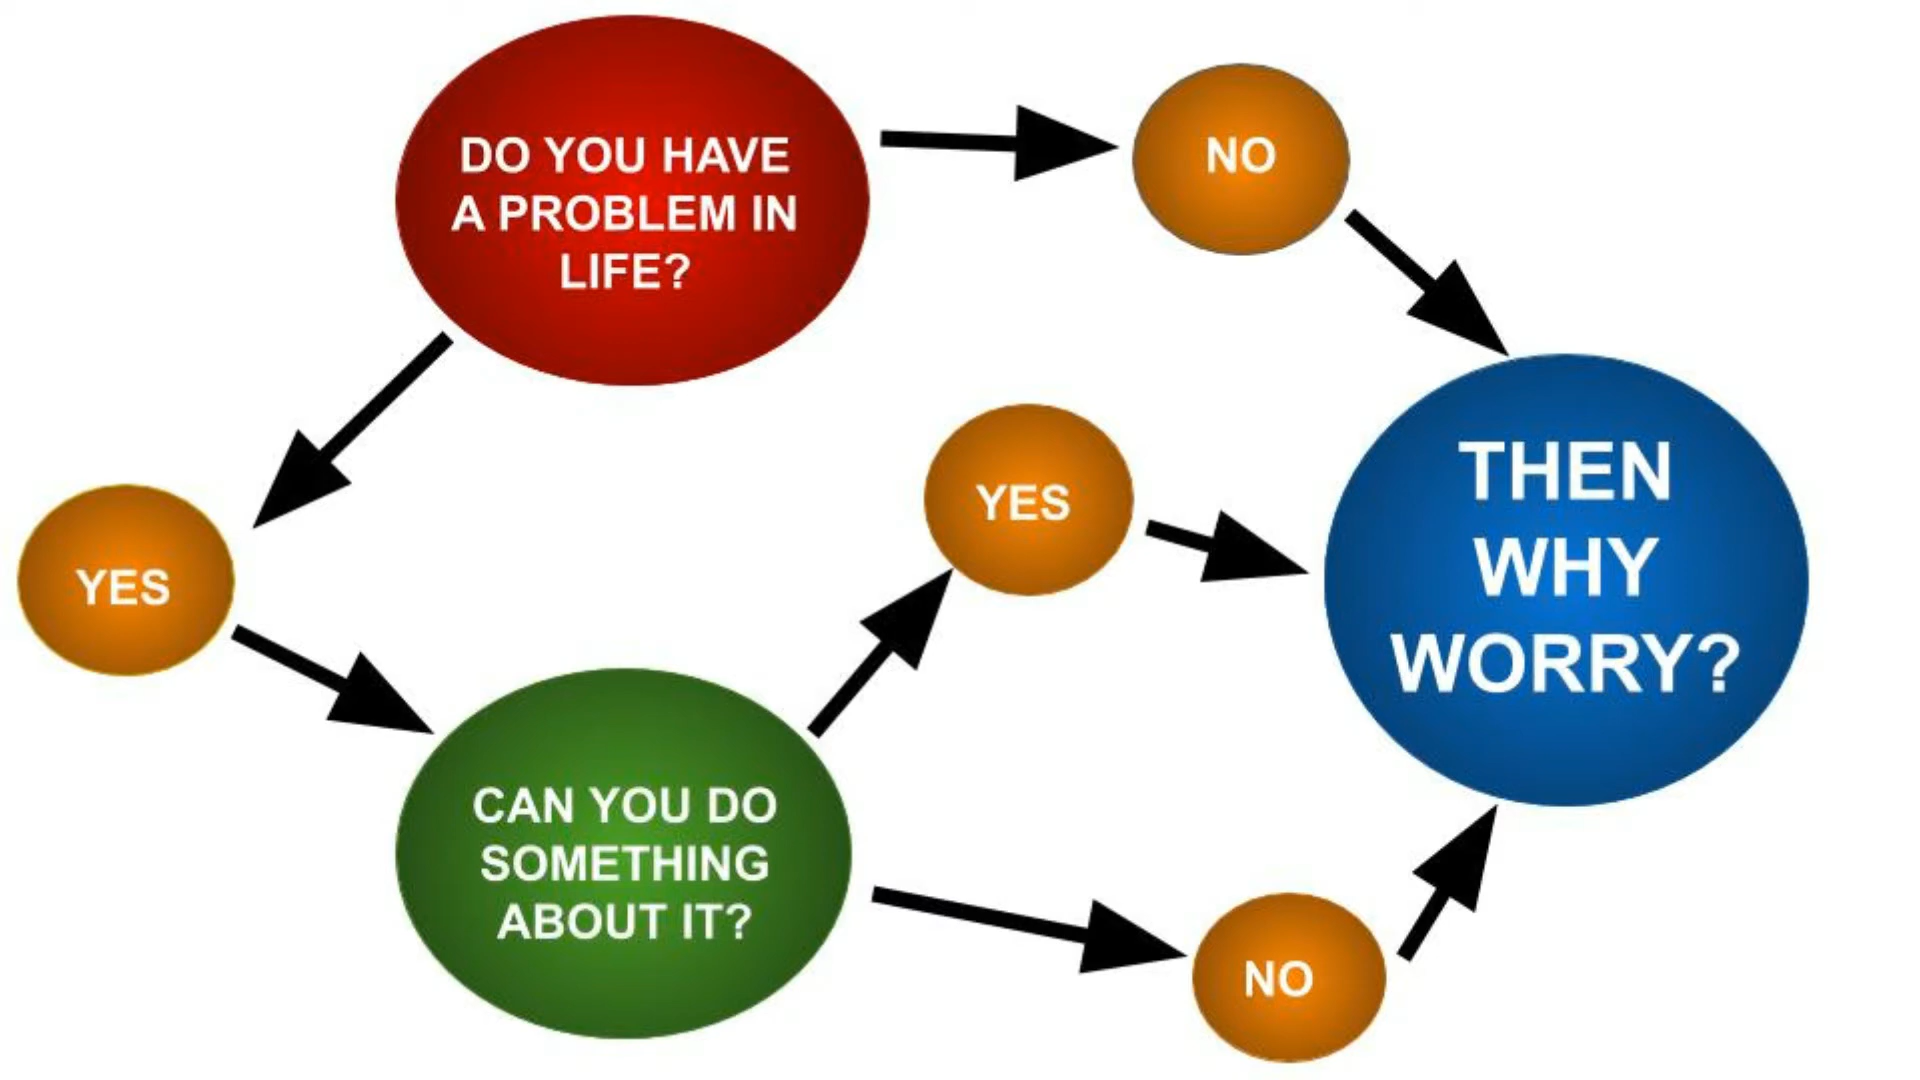 DO YOU HAVE
A PROBLEM IN
LIFE?
NO
YES
YES
THEN
WHY
WORRY?
CAN YOU DO
SOMETHING
ABOUT IT?
NO